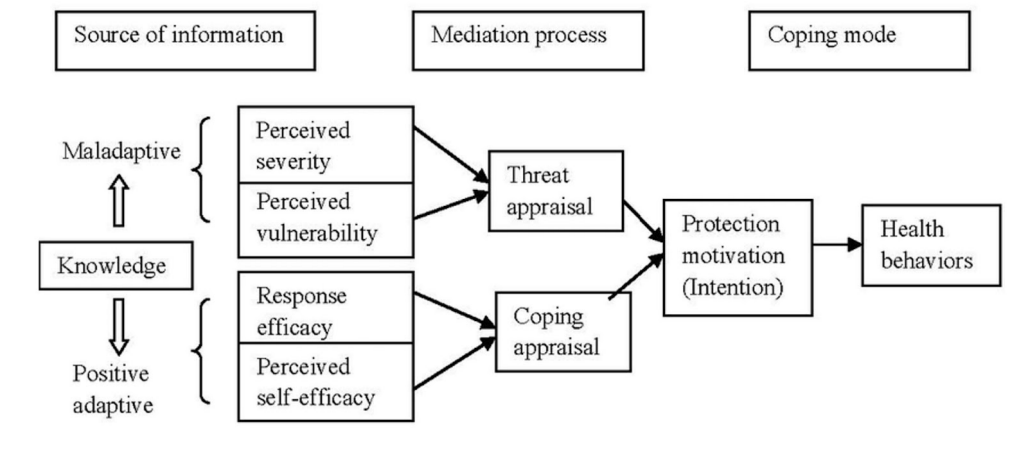 Source of information
Mediation process
Coping mode
Maladaptive
Knowledge
Positive
adaptive
Perceived
severity
Perceived
vulnerability
Response
efficacy
Perceived
self-efficacy
Threat
appraisal
Coping
appraisal
Protection
motivation
(Intention)
Health
behaviors